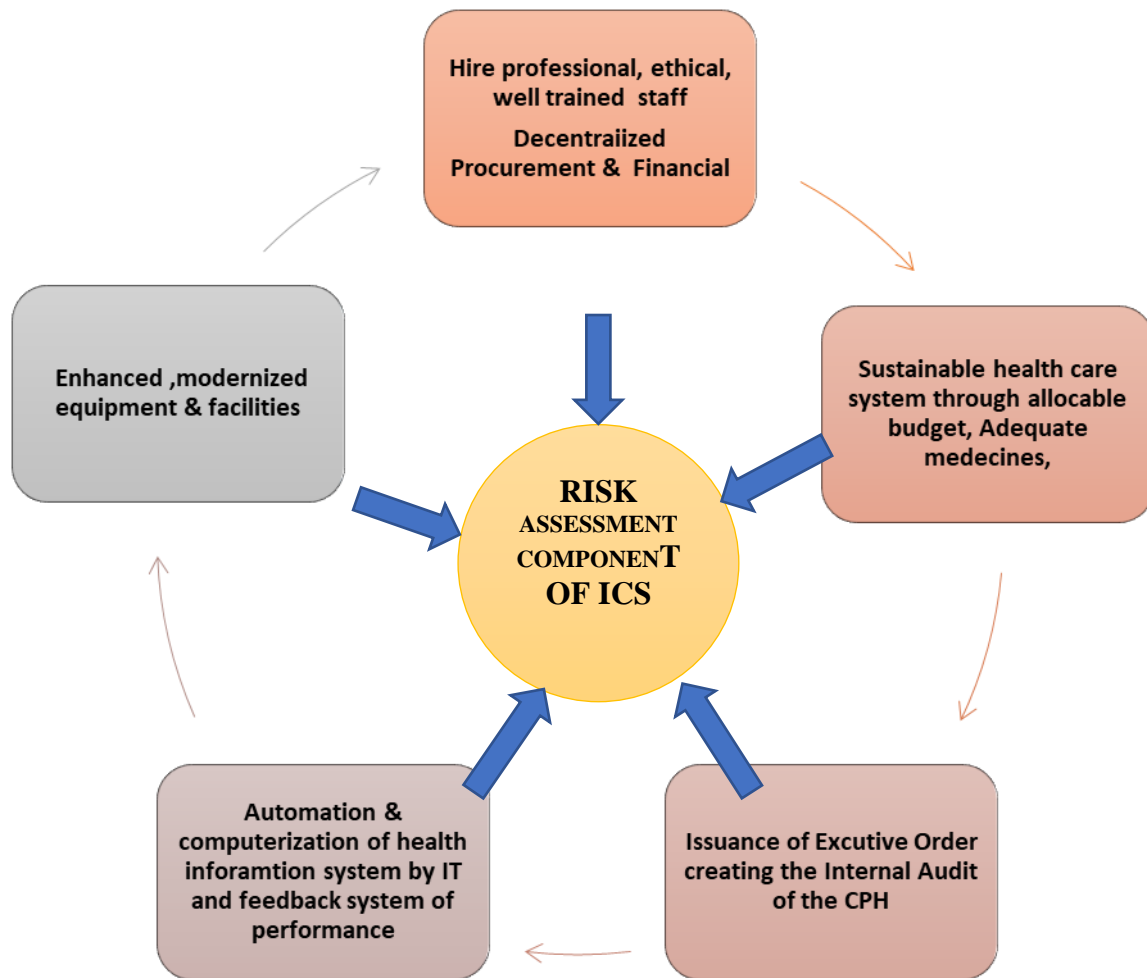 Hire professional, ethical,
well trained staff
Decentraiized
Procurement & Financial
Sustainable health care
system through allocable
budget, Adequate
medecines,
Issuance of Excutive Order
creating the Internal Audit
of the CPH
Automation &
computerization of health
inforamtion system by IT
and feedback system of
performance
Enhanced ,modernized
equipment & facilities
RISK
ASSESSMENT
COMPONENT
OF ICS